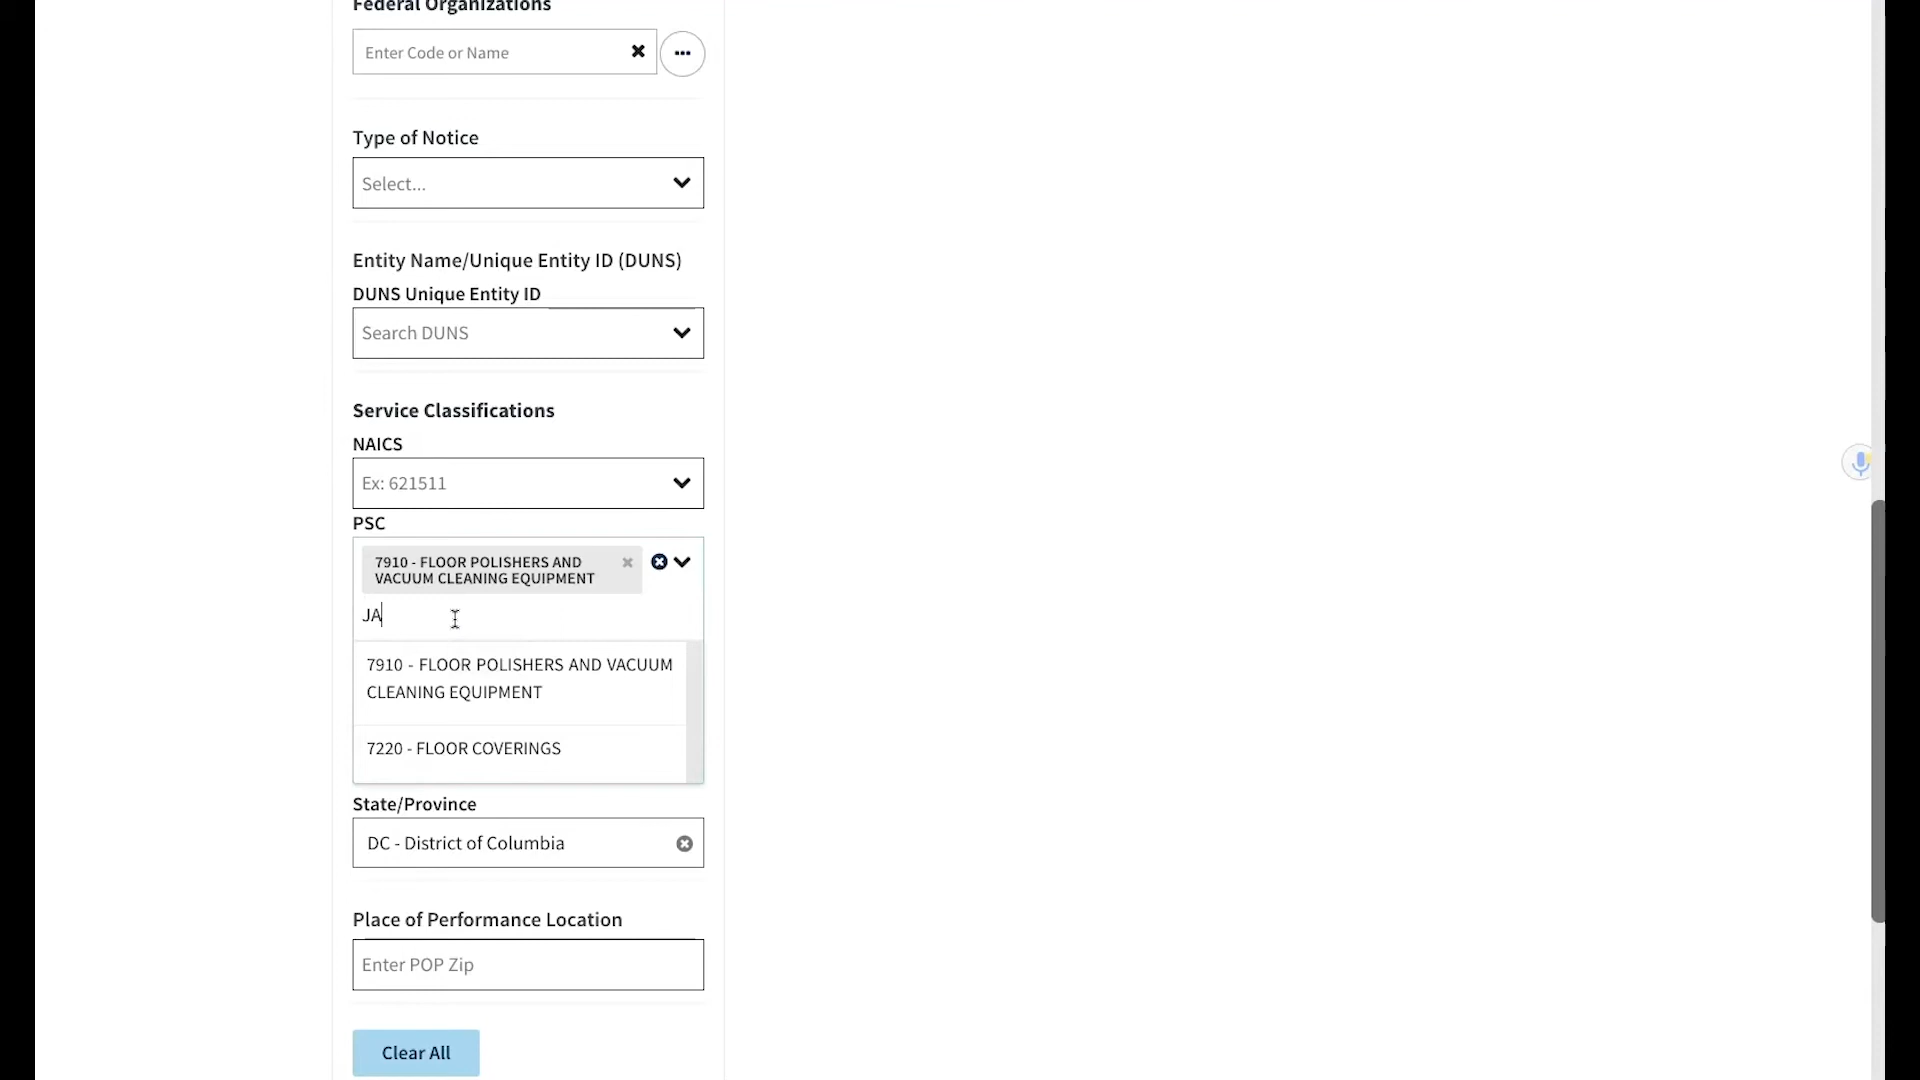 Federal Organizations
Enter Code or Name
Type of Notice
Select...
Entity Name/Unique Entity ID (DUNS)
DUNS Unique Entity ID
Search DUNS
Service Classifications
NAICS
Ex: 621511
PSC
7910 - FLOOR POLISHERS AND
VACUUM CLEANING EQUIPMENT
JA
7910 - FLOOR POLISHERS AND VACUUM
CLEANING EQUIPMENT
7220 - FLOOR COVERINGS
State/Province
DC - District of Columbia
Place of Performance Location
Enter POP Zip
Clear All